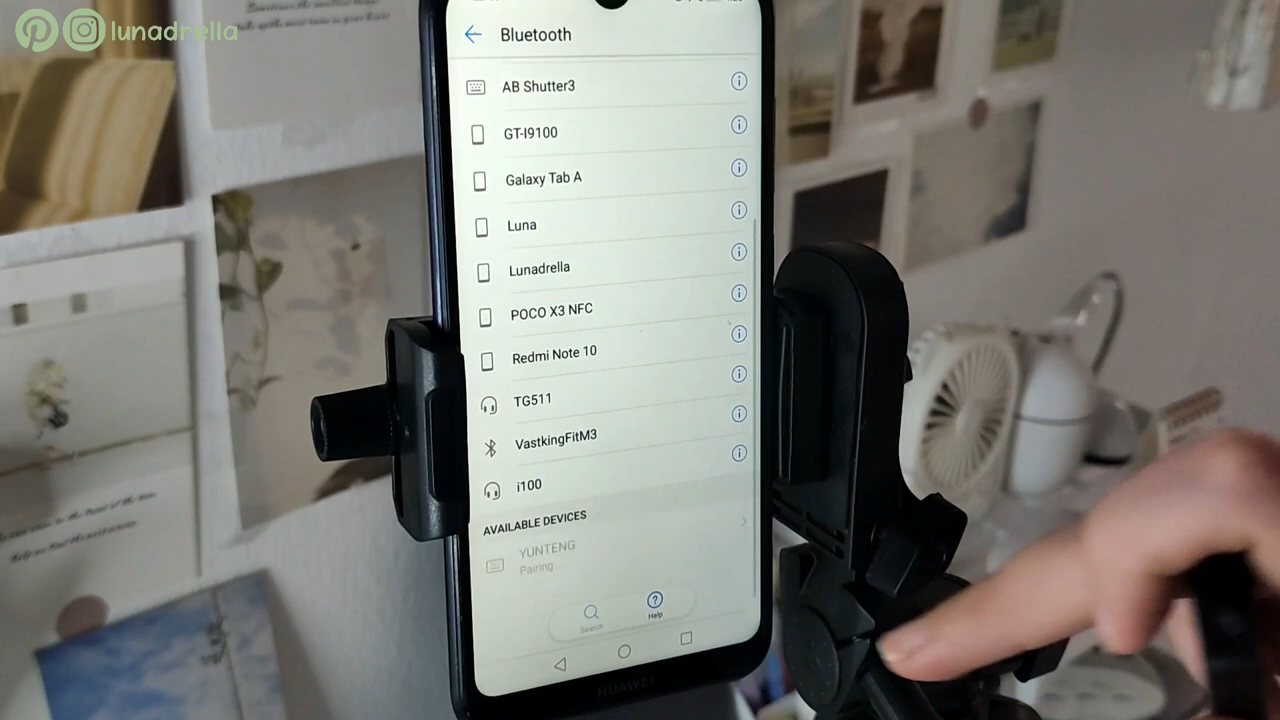 lunadrella
Bluetooth
AB Shutter3
GT-I9100
Galaxy Tab A
Luna
Lunadrella
POCO X3 NFC
Redmi Note 10
TG511
VastkingFitM3
i100
AVAILABLE DEVICES
YUNTENG
Pairing...
Search
Help
HUAWEI